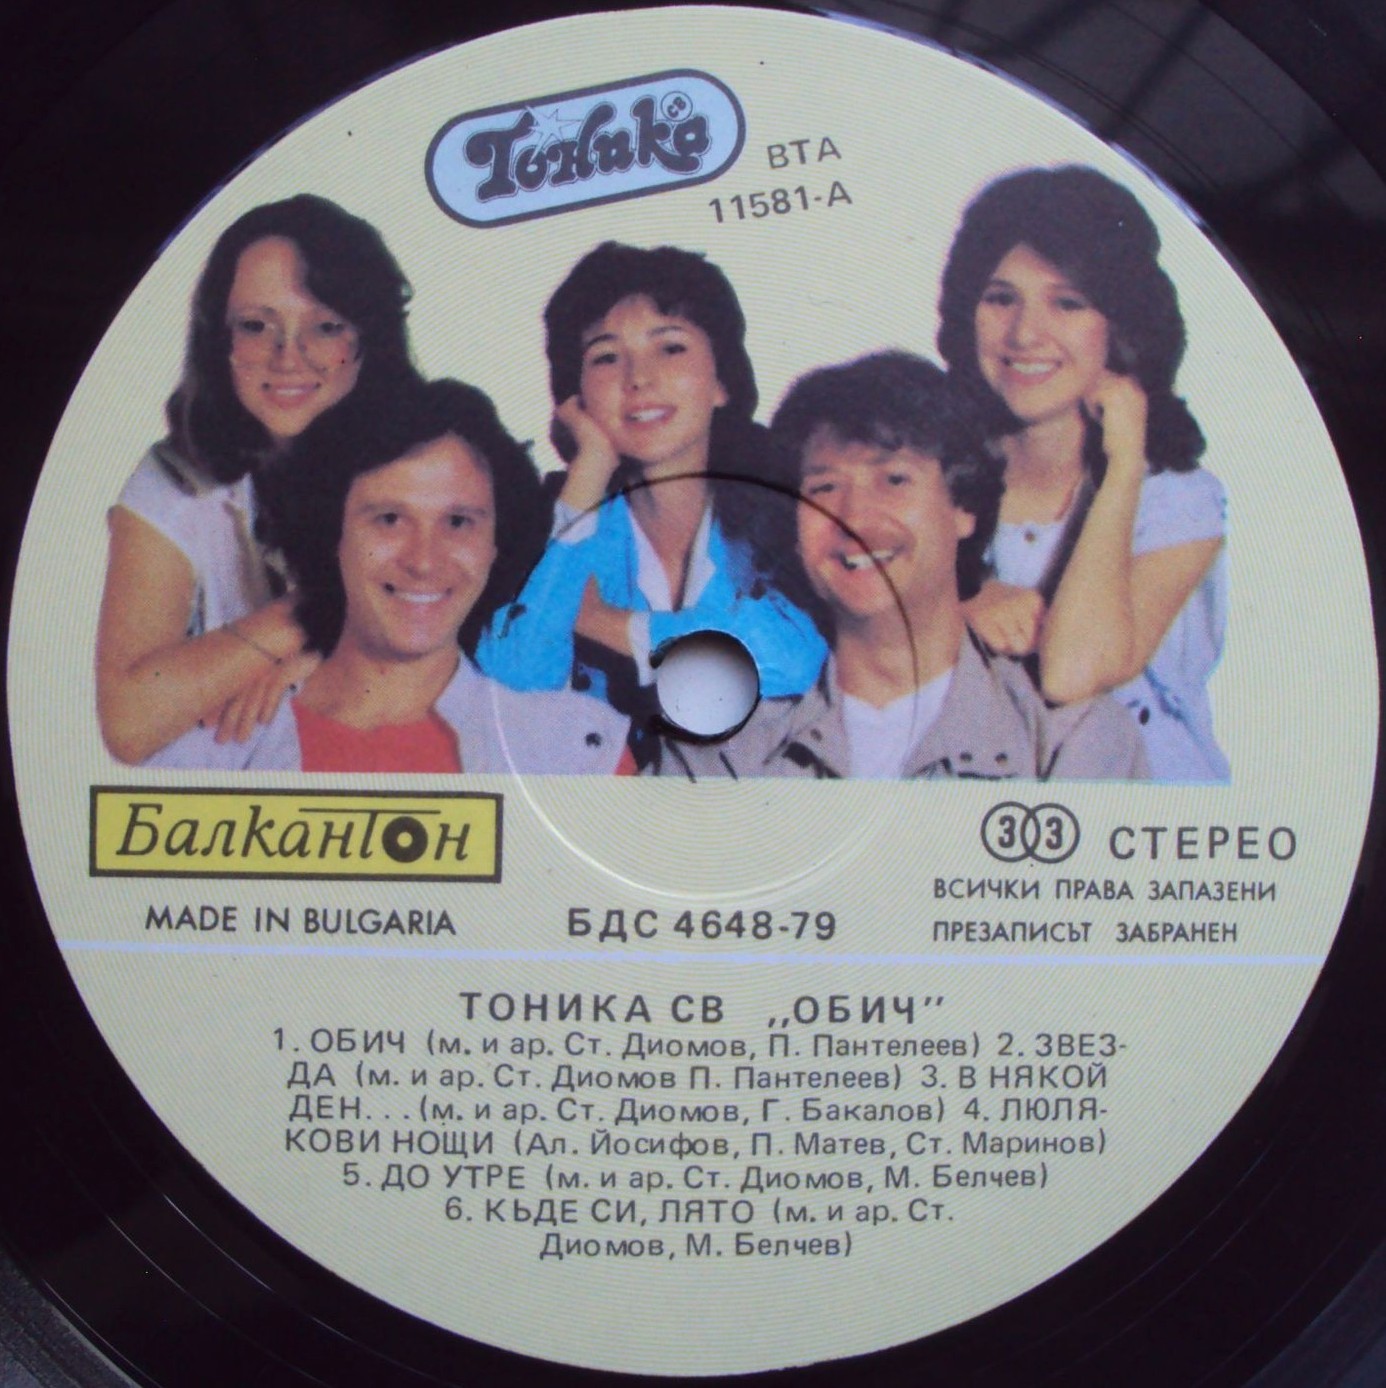 Тоника СВ
ВТА
11581-А
Балкантон
MADE IN BULGARIA
БДС 4648-79
33 СТЕРЕО
ВСИЧКИ ПРАВА ЗАПАЗЕНИ
ПРЕЗАПИСЪТ ЗАБРАНЕН
ТОНИКА СВ „ОБИЧ”
1. ОБИЧ (м. и ар. Ст. Диомов, П. Пантелеев) 2. ЗВЕЗ-
ДА (м. и ар. Ст. Диомов П. Пантелеев) 3. В НЯКОЙ
ДЕН. . . (м. и ар. Ст. Диомов, Г. Бакалов) 4. ЛЮЛЯ-
КОВИ НОЩИ (Ал. Йосифов, П. Матев, Ст. Маринов)
5. ДО УТРЕ (м. и ар. Ст. Диомов, М. Белчев)
6. КЪДЕ СИ, ЛЯТО (м. и ар. Ст.
Диомов, М. Белчев)